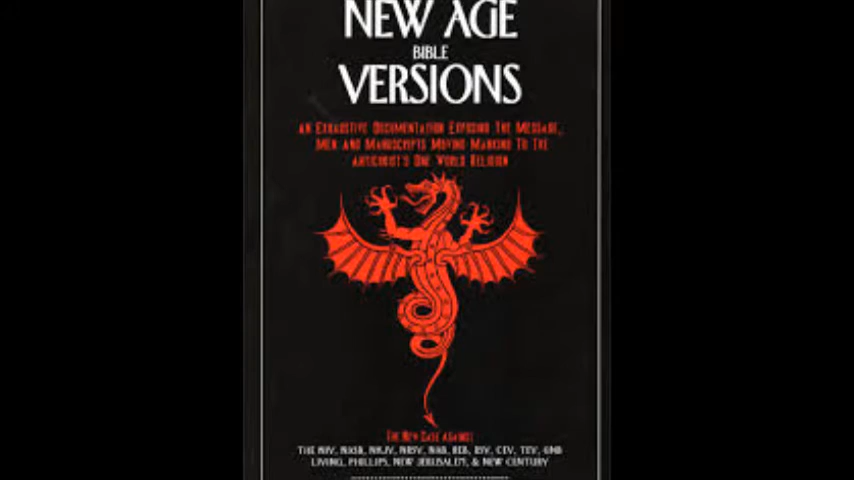 NEW AGE
BIBLE
VERSIONS
AN EXHAUSTIVE DOCUMENTATION EXPOSING THE MESSAGE,
MEN AND MANUSCRIPTS MOVING MANKIND TO THE
ANTICHRIST'S ONE WORLD RELIGION
THE NEW CASE AGAINST
THE NIV, NASB, NKJV, NRSV, NAB, REB, RSV, CEV, TEV, GNB
LIVING, PHILLIPS, NEW JERUSALEM, & NEW CENTURY